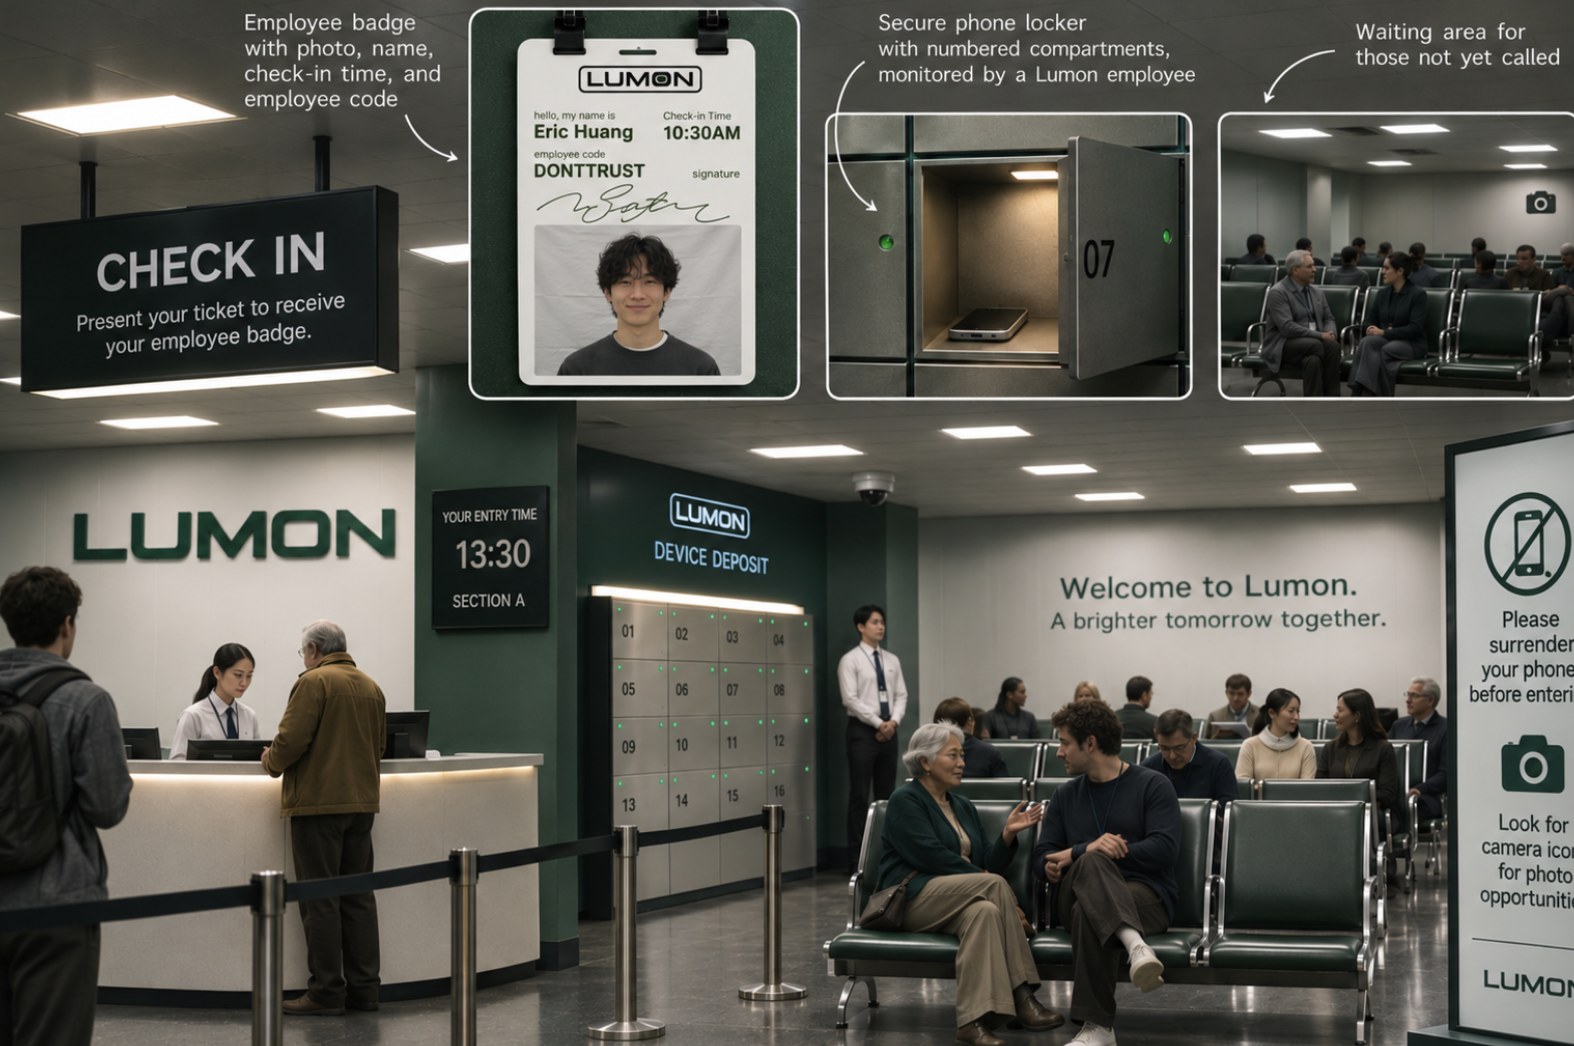 Employee badge
with photo, name,
check-in time, and
employee code
LUMON
hello, my name is
Eric Huang
Check-in Time
10:30AM
employee code
DONTTRUST
signature
Secure phone locker
with numbered compartments,
monitored by a Lumon employee
07
Waiting area for
those not yet called
CHECK IN
Present your ticket to receive
your employee badge.
LUMON
YOUR ENTRY TIME
13:30
SECTION A
LUMON
DEVICE DEPOSIT
01 02 03 04
05 06 07 08
09 10 11 12
13 14 15 16
Welcome to Lumon.
A brighter tomorrow together.
Please
surrender
your phone
before
Look for
camera
for photo
LUMON